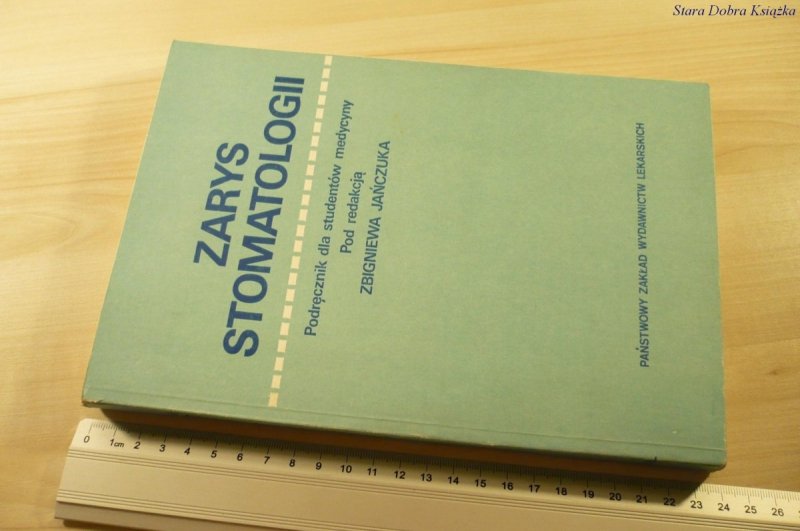 Stara Dobra Książka
ZARYS
STOMATOLOGII
Podręcznik dla studentów medycyny
Pod redakcją
ZBIGNIEWA JAŃCZUKA
PAŃSTWOWY ZAKŁAD WYDAWNICTW LEKARSKICH
0 1cm 2 3 4 5 6 7 8 9 10 11 12 13 14 15 16 17 18 19 20 21 22 23 24 25 26